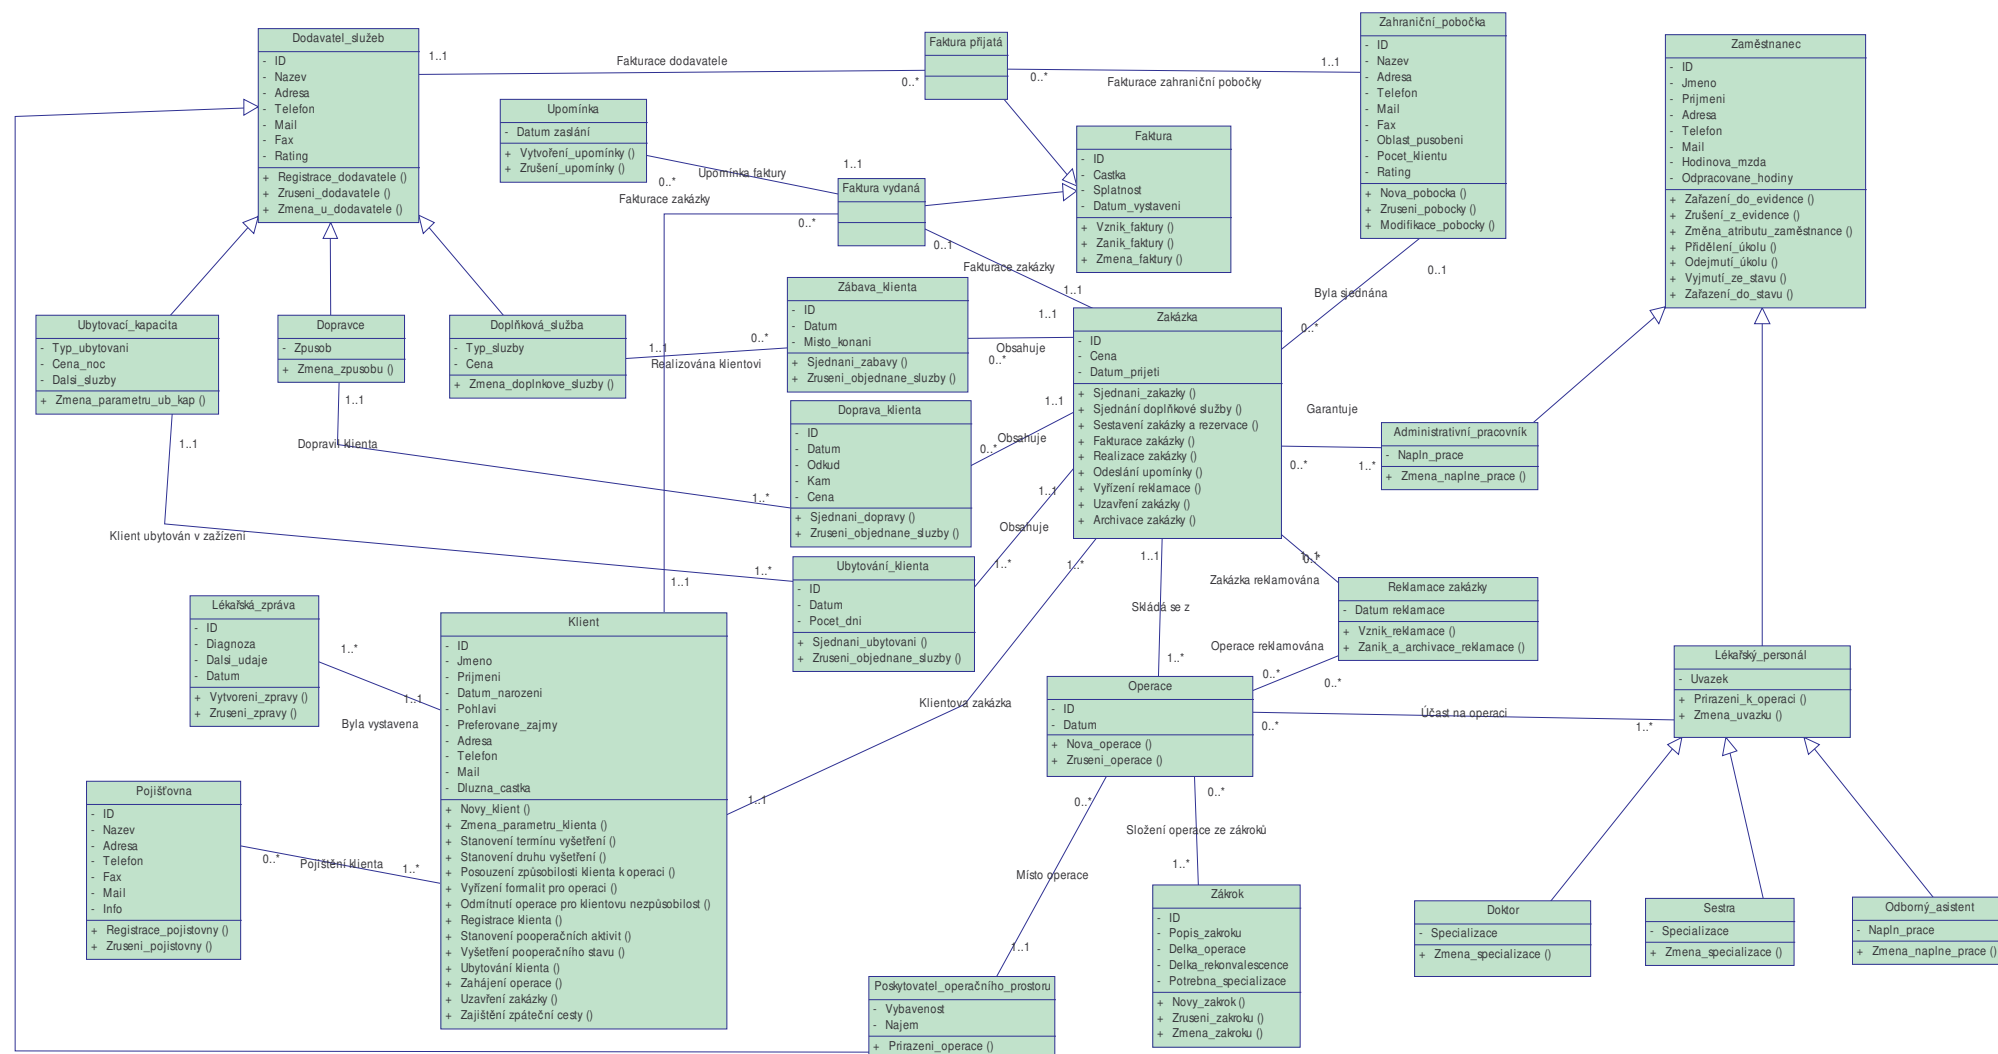 Dodavatel_služeb
- ID
- Nazev
- Adresa
- Telefon
- Mail
- Fax
- Rating
+ Registrace_dodavatele ()
+ Zruseni_dodavatele ()
+ Zmena_u_dodavatele ()
1..1
Fakturace dodavatele
0..*
Faktura přijatá
0..*
Fakturace zahraniční pobočky
1..1
Zahraniční_pobočka
- ID
- Nazev
- Adresa
- Telefon
- Mail
- Fax
- Oblast_pusobeni
- Pocet_klientu
- Rating
+ Nova_pobocka ()
+ Zruseni_pobocky ()
+ Modifikace_pobocky ()
Zaměstnanec
- ID
- Jmeno
- Prijmeni
- Adresa
- Telefon
- Mail
- Hodinova_mzda
- Odpracovane_hodiny
+ Zařazení_do_evidence ()
+ Zrušení_z_evidence ()
+ Změna_atributu_zaměstnance ()
+ Přidělení_úkolu ()
+ Odejmutí_úkolu ()
+ Vyjmutí_ze_stavu ()
+ Zařazení_do_stavu ()
Upomínka
- Datum zaslání
+ Vytvoření_upomínky ()
+ Zrušení_upomínky ()
0..*
Upomínka faktury
1..1
Faktura vydaná
Fakturace zakázky
0..*
0..1
Fakturace zakázky
1..1
Faktura
- ID
- Castka
- Splatnost
- Datum_vystaveni
+ Vznik_faktury ()
+ Zanik_faktury ()
+ Zmena_faktury ()
0..1
Byla sjednána
0..*
Ubytovací_kapacita
- Typ_ubytovani
- Cena_noc
- Dalsi_sluzby
+ Zmena_parametru_ub_kap ()
1..1
Dopravce
- Zpusob
+ Zmena_zpusobu ()
1..1
Dopravil klienta
1..*
Doplňková_služba
- Typ_sluzby
- Cena
+ Zmena_doplnkove_sluzby ()
1..1
Realizována klientovi
0..*
Zábava_klienta
- ID
- Datum
- Misto_konani
+ Sjednani_zabavy ()
+ Zruseni_objednane_sluzby ()
1..1
Obsahuje
0..*
Doprava_klienta
- ID
- Datum
- Odkud
- Kam
- Cena
+ Sjednani_dopravy ()
+ Zruseni_objednane_sluzby ()
1..1
Obsahuje
0..*
Zakázka
- ID
- Cena
- Datum_prijeti
+ Sjednani_zakazky ()
+ Sjednání doplňkové služby ()
+ Sestavení zakázky a rezervace ()
+ Fakturace zakázky ()
+ Realizace zakázky ()
+ Odeslání upomínky ()
+ Vyřízení reklamace ()
+ Uzavření zakázky ()
+ Archivace zakázky ()
Garantuje
0..*
1..*
Administrativní_pracovník
- Napln_prace
+ Zmena_naplne_prace ()
Klient ubytován v zažízení
1..*
Ubytování_klienta
- ID
- Datum
- Pocet_dni
+ Sjednani_ubytovani ()
+ Zruseni_objednane_sluzby ()
1..1
Obsahuje
1..*
1..*
Klientova zakázka
1..1
1..1
Skládá se z
1..*
1..1
0..*
Zakázka reklamována
Reklamace zakázky
- Datum reklamace
+ Vznik_reklamace ()
+ Zanik_a_archivace_reklamace ()
Operace reklamována
0..*
0..*
Lékařská_zpráva
- ID
- Diagnoza
- Dalsi_udaje
- Datum
+ Vytvoreni_zpravy ()
+ Zruseni_zpravy ()
1..*
1..1
Byla vystavena
1..1
Klient
- ID
- Jmeno
- Prijmeni
- Datum_narozeni
- Pohlavi
- Preferovane_zajmy
- Adresa
- Telefon
- Mail
- Dluzna_castka
+ Novy_klient ()
+ Zmena_parametru_klienta ()
+ Stanovení termínu vyšetření ()
+ Stanovení druhu vyšetření ()
+ Posouzení způsobilosti klienta k operaci ()
+ Vyřízení formalit pro operaci ()
+ Odmítnutí operace pro klientovu nezpůsobilost ()
+ Registrace klienta ()
+ Stanovení pooperačních aktivit ()
+ Vyšetření pooperačního stavu ()
+ Ubytování klienta ()
+ Zahájení operace ()
+ Uzavření zakázky ()
+ Zajištění zpáteční cesty ()
Pojišťovna
- ID
- Nazev
- Adresa
- Telefon
- Fax
- Mail
- Info
+ Registrace_pojistovny ()
+ Zruseni_pojistovny ()
0..*
Pojištění klienta
1..*
Operace
- ID
- Datum
+ Nova_operace ()
+ Zruseni_operace ()
0..*
Účast na operaci
1..*
Lékařský_personál
- Uvazek
+ Prirazeni_k_operaci ()
+ Zmena_uvazku ()
0..*
Místo operace
1..1
0..*
Složení operace ze zákroků
1..*
Zákrok
- ID
- Popis_zakroku
- Delka_operace
- Delka_rekonvalescence
- Potrebna_specializace
+ Novy_zakrok ()
+ Zruseni_zakroku ()
+ Zmena_zakroku ()
Poskytovatel_operačního_prostoru
- Vybavenost
- Najem
+ Prirazeni_operace ()
Doktor
- Specializace
+ Zmena_specializace ()
Sestra
- Specializace
+ Zmena_specializace ()
Odborný_asistent
- Napln_prace
+ Zmena_naplne_prace ()